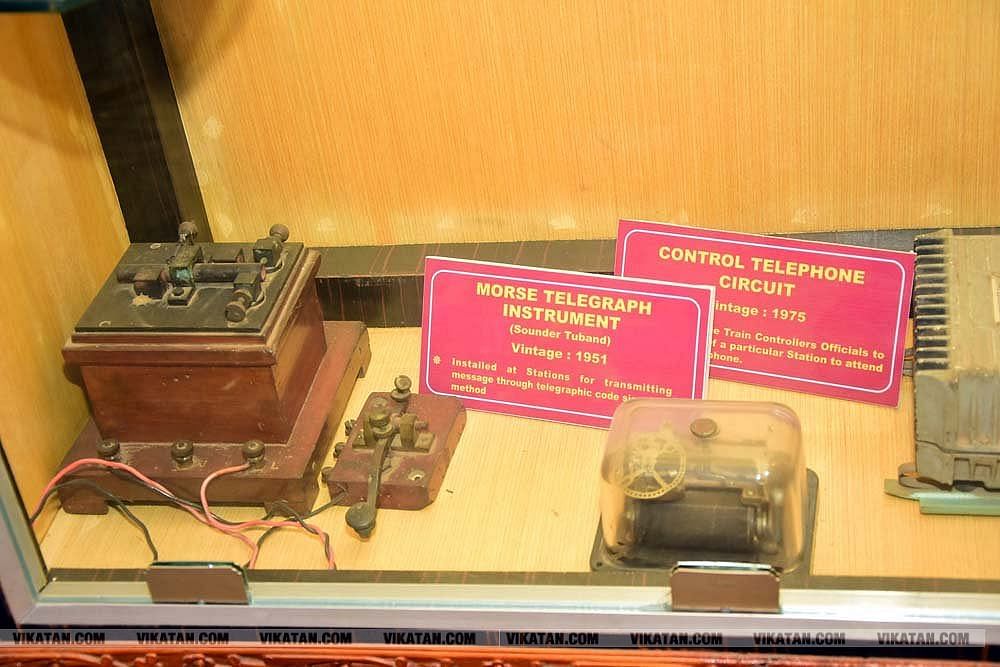 MORSE TELEGRAPH
INSTRUMENT
(Sounder Tuband)
Vintage : 1951
❋ Installed at Stations for transmitting
message through telegraphic code
method
CONTROL TELEPHONE
CIRCUIT
: 1975
Train Controllers Officials to
of a particular Station to attend
phone.
VIKATAN.COM VIKATAN.COM VIKATAN.COM VIKATAN.COM VIKATAN.COM VIKATAN.COM VIKATAN.COM VIKATAN.COM